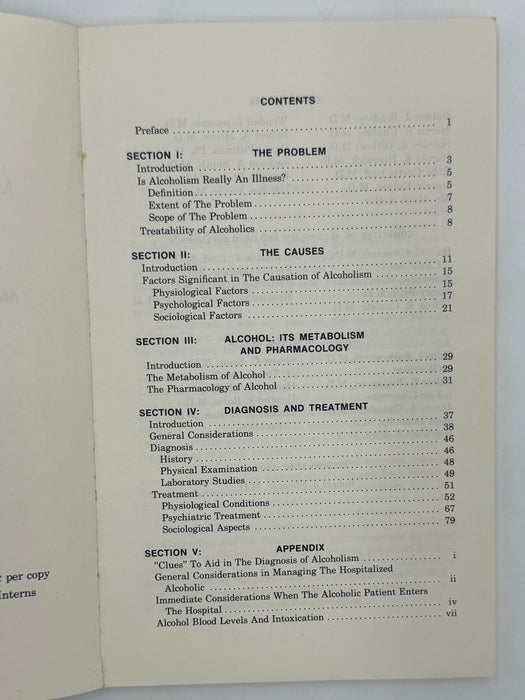 CONTENTS
Preface ........ 1
SECTION I: THE PROBLEM
Introduction ........ 3
Is Alcoholism Really An Illness? ........ 5
Definition ........ 5
Extent of The Problem ........ 7
Scope of The Problem ........ 8
Treatability of Alcoholics ........ 8
SECTION II: THE CAUSES
Introduction ........ 11
Factors Significant in The Causation of Alcoholism ........ 15
Physiological Factors ........ 15
Psychological Factors ........ 17
Sociological Factors ........ 21
SECTION III: ALCOHOL: ITS METABOLISM
AND PHARMACOLOGY
Introduction ........ 29
The Metabolism of Alcohol ........ 29
The Pharmacology of Alcohol ........ 31
SECTION IV: DIAGNOSIS AND TREATMENT
Introduction ........ 37
General Considerations ........ 38
Diagnosis ........ 46
History ........ 46
Physical Examination ........ 48
Laboratory Studies ........ 49
Treatment ........ 51
Physiological Conditions ........ 52
Psychiatric Treatment ........ 67
Sociological Aspects ........ 79
SECTION V: APPENDIX
"Clues" To Aid in The Diagnosis of Alcoholism ........ i
General Considerations in Managing The Hospitalized
Alcoholic ........ ii
Immediate Considerations When The Alcoholic Patient Enters
The Hospital ........ iv
Alcohol Blood Levels And Intoxication ........ vii
per copy
Interns